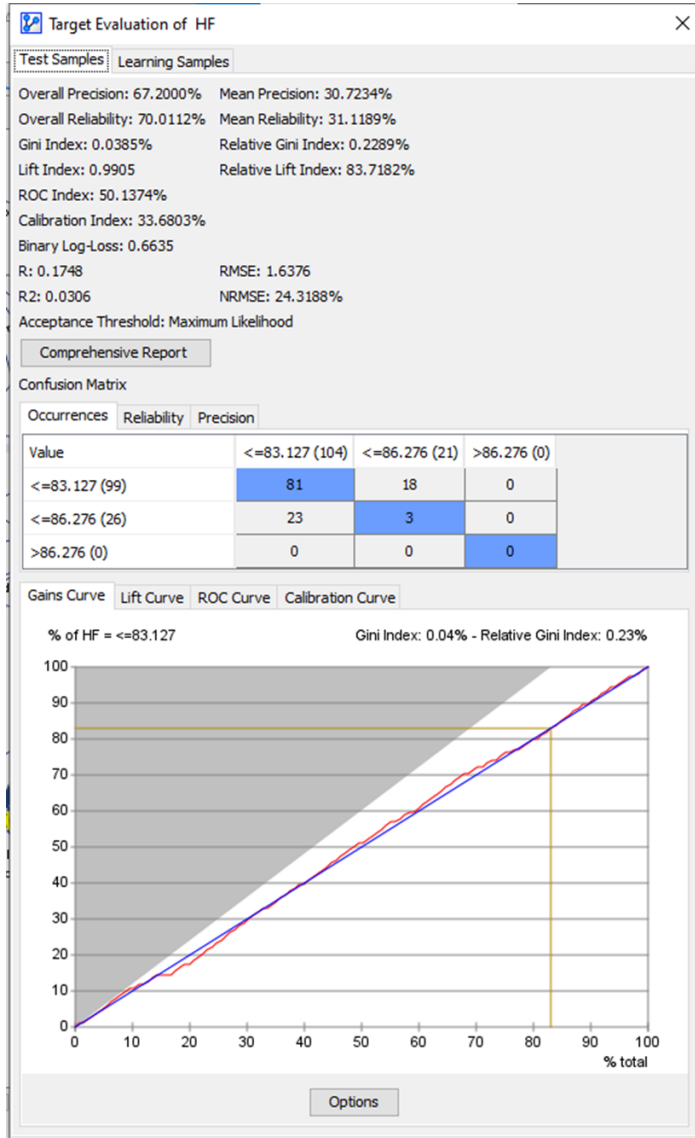 Target Evaluation of HF
Test Samples Learning Samples
Overall Precision: 67.2000% Mean Precision: 30.7234%
Overall Reliability: 70.0112% Mean Reliability: 31.1189%
Gini Index: 0.0385% Relative Gini Index: 0.2289%
Lift Index: 0.9905 Relative Lift Index: 83.7182%
ROC Index: 50.1374%
Calibration Index: 33.6803%
Binary Log-Loss: 0.6635
R: 0.1748 RMSE: 1.6376
R2: 0.0306 NRMSE: 24.3188%
Acceptance Threshold: Maximum Likelihood
Comprehensive Report
Confusion Matrix
Occurrences Reliability Precision
Value <=83.127 (104) <=86.276 (21) >86.276 (0)
<=83.127 (99) 81 18 0
<=86.276 (26) 23 3 0
>86.276 (0) 0 0 0
Gains Curve Lift Curve ROC Curve Calibration Curve
% of HF = <=83.127 Gini Index: 0.04% - Relative Gini Index: 0.23%
100
90
80
70
60
50
40
30
20
10
0
0 10 20 30 40 50 60 70 80 90 100
% total
Options